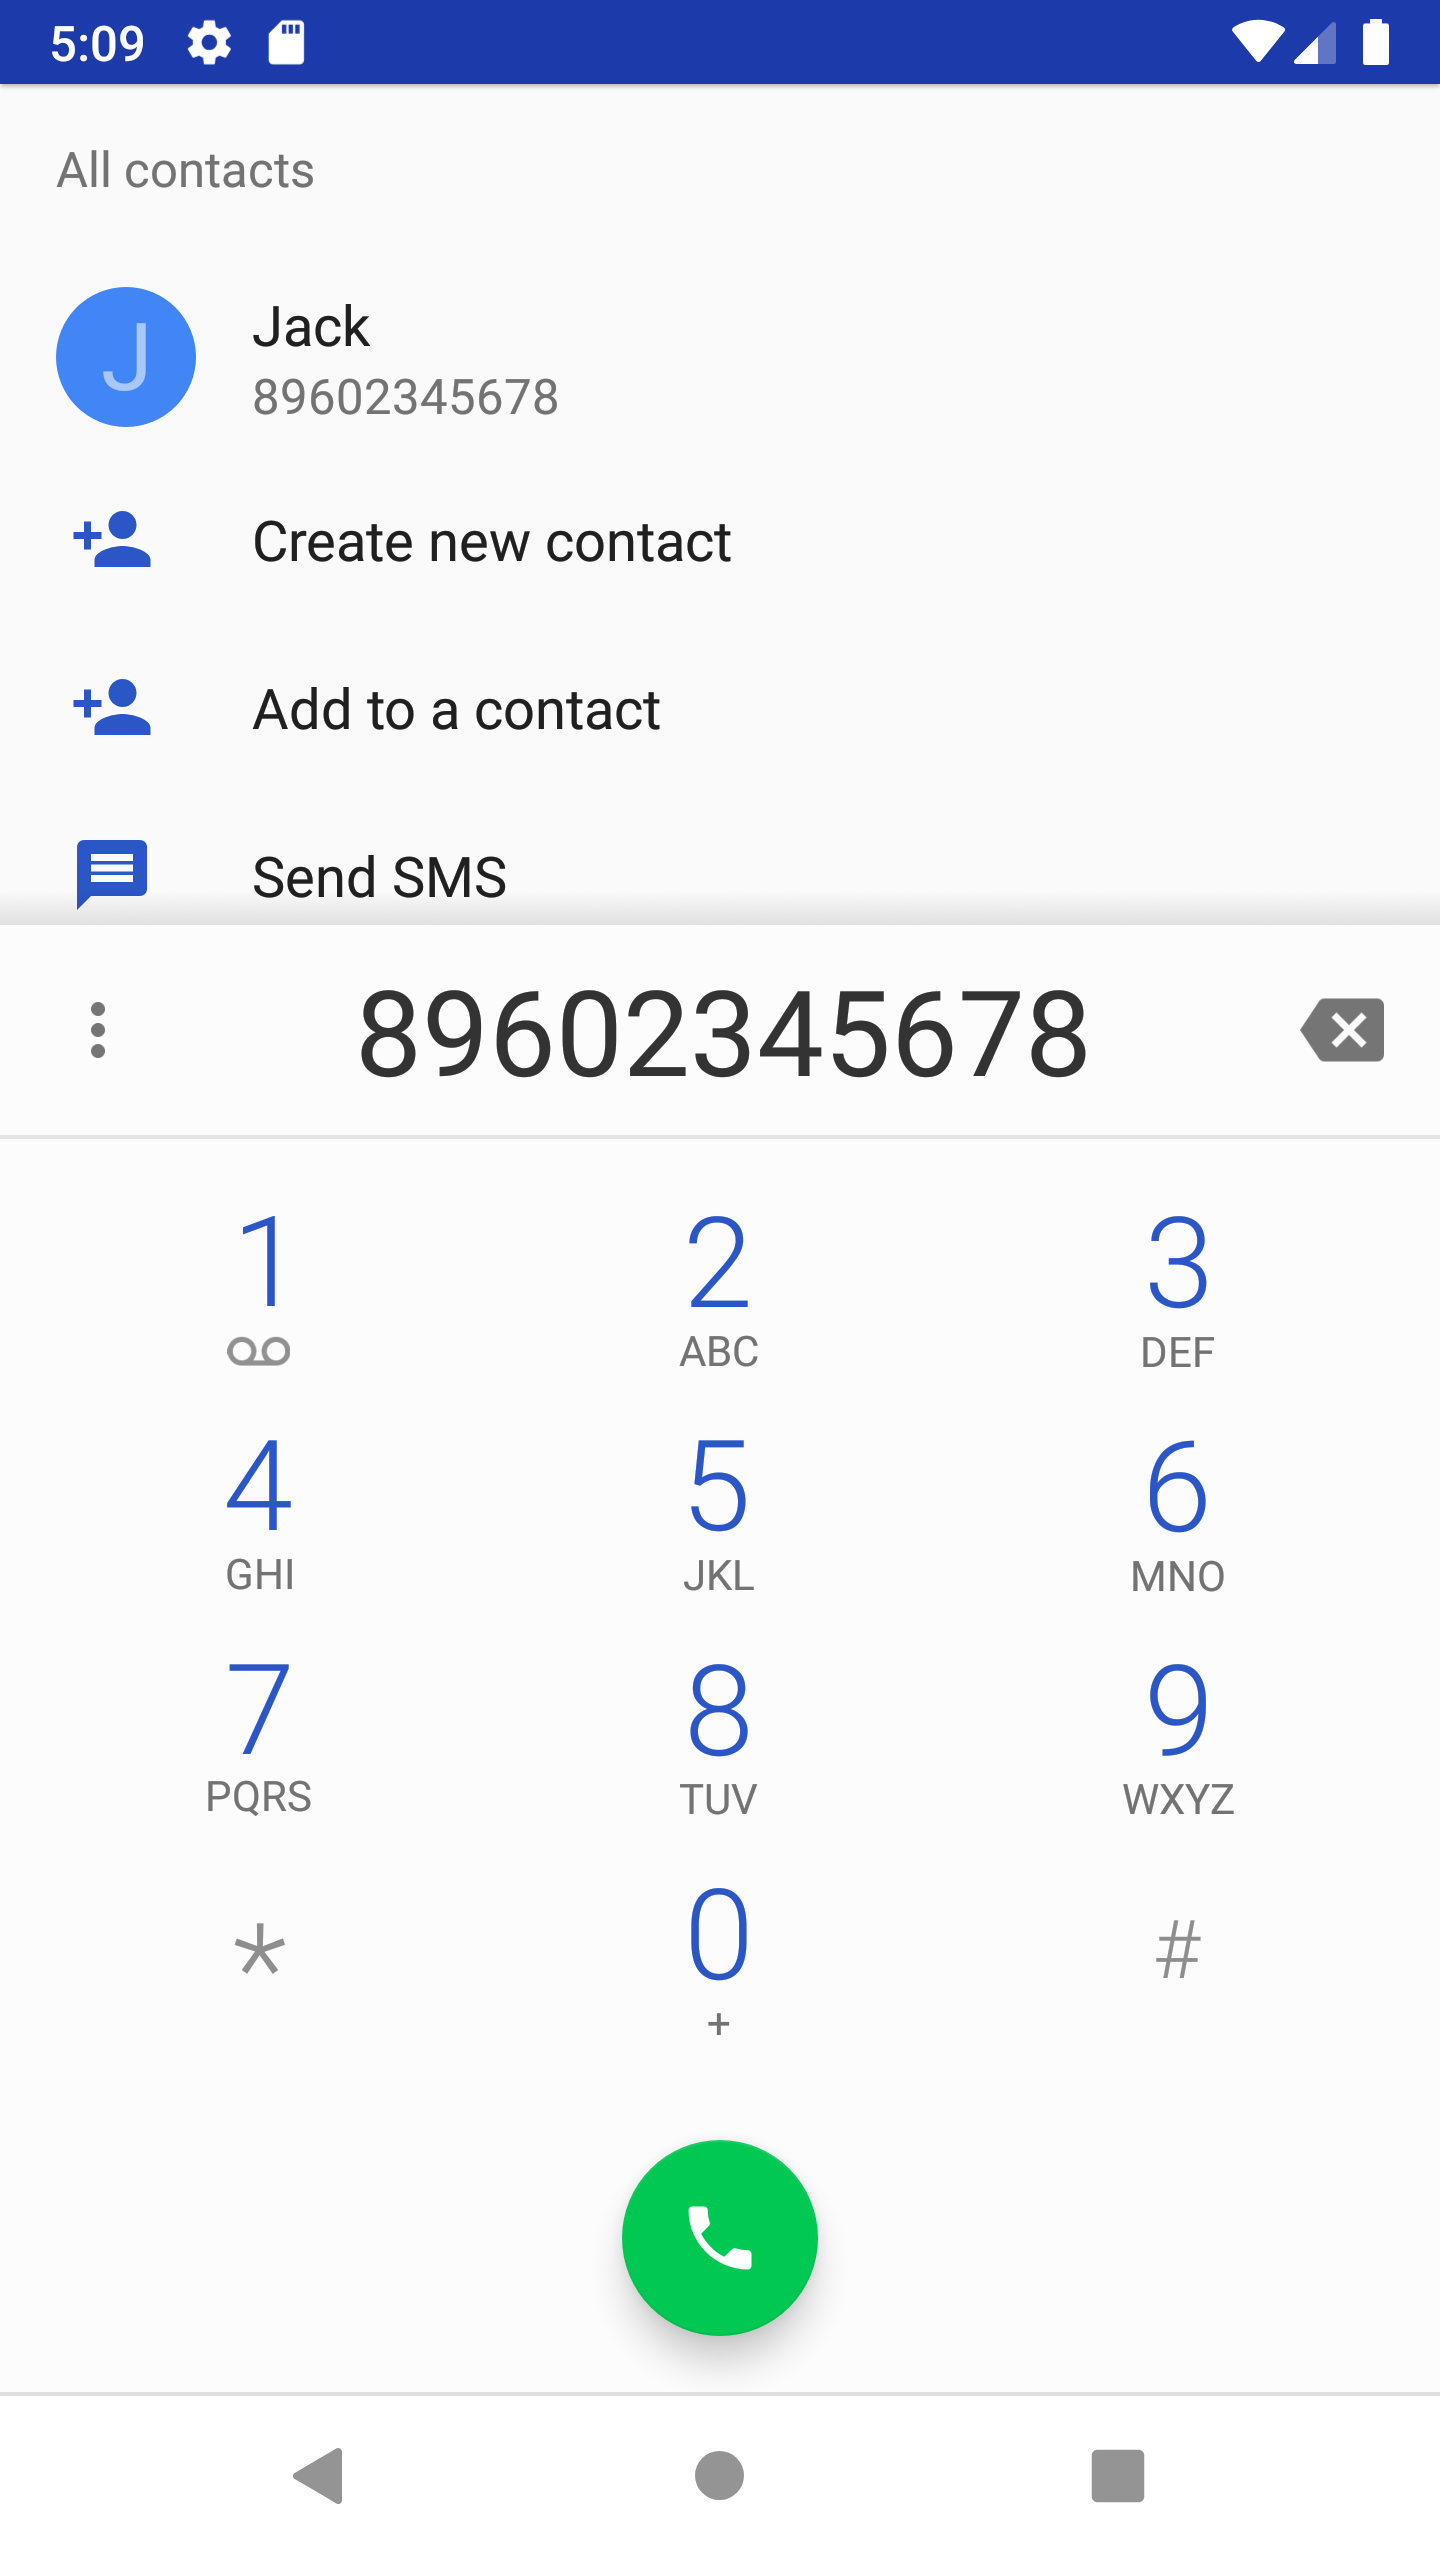 5:09
All contacts
J
Jack
89602345678
Create new contact
Add to a contact
Send SMS
89602345678
1 2 3
ABC DEF
4 5 6
GHI JKL MNO
7 8 9
PQRS TUV WXYZ
* 0 #
+